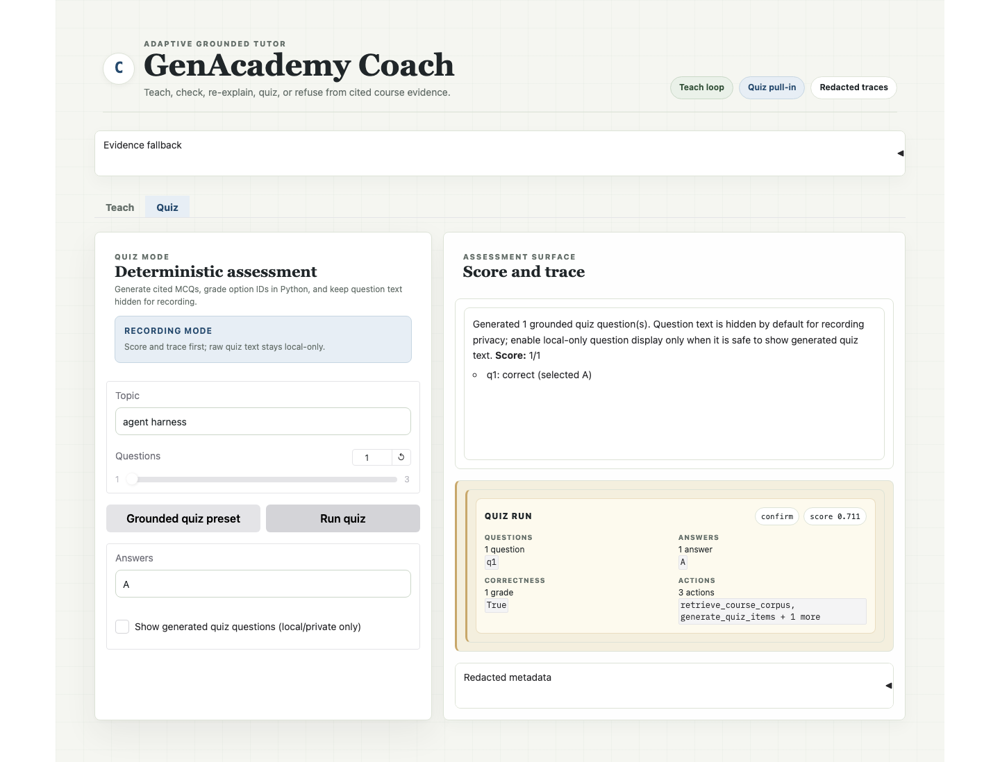 ADAPTIVE GROUNDED TUTOR
C
GenAcademy Coach
Teach, check, re-explain, quiz, or refuse from cited course evidence.
Teach loop
Quiz pull-in
Redacted traces
Evidence fallback
Teach
Quiz
QUIZ MODE
Deterministic assessment
Generate cited MCQs, grade option IDs in Python, and keep question text
hidden for recording.
RECORDING MODE
Score and trace first; raw quiz text stays local-only.
Topic
agent harness
Questions
1
1
3
Grounded quiz preset
Run quiz
Answers
A
Show generated quiz questions (local/private only)
ASSESSMENT SURFACE
Score and trace
Generated 1 grounded quiz question(s). Question text is hidden by default for recording
privacy; enable local-only question display only when it is safe to show generated quiz
text. Score: 1/1
q1: correct (selected A)
QUIZ RUN
confirm
score 0.711
QUESTIONS
1 question
q1
ANSWERS
1 answer
A
CORRECTNESS
1 grade
True
ACTIONS
3 actions
retrieve_course_corpus,
generate_quiz_items + 1 more
Redacted metadata